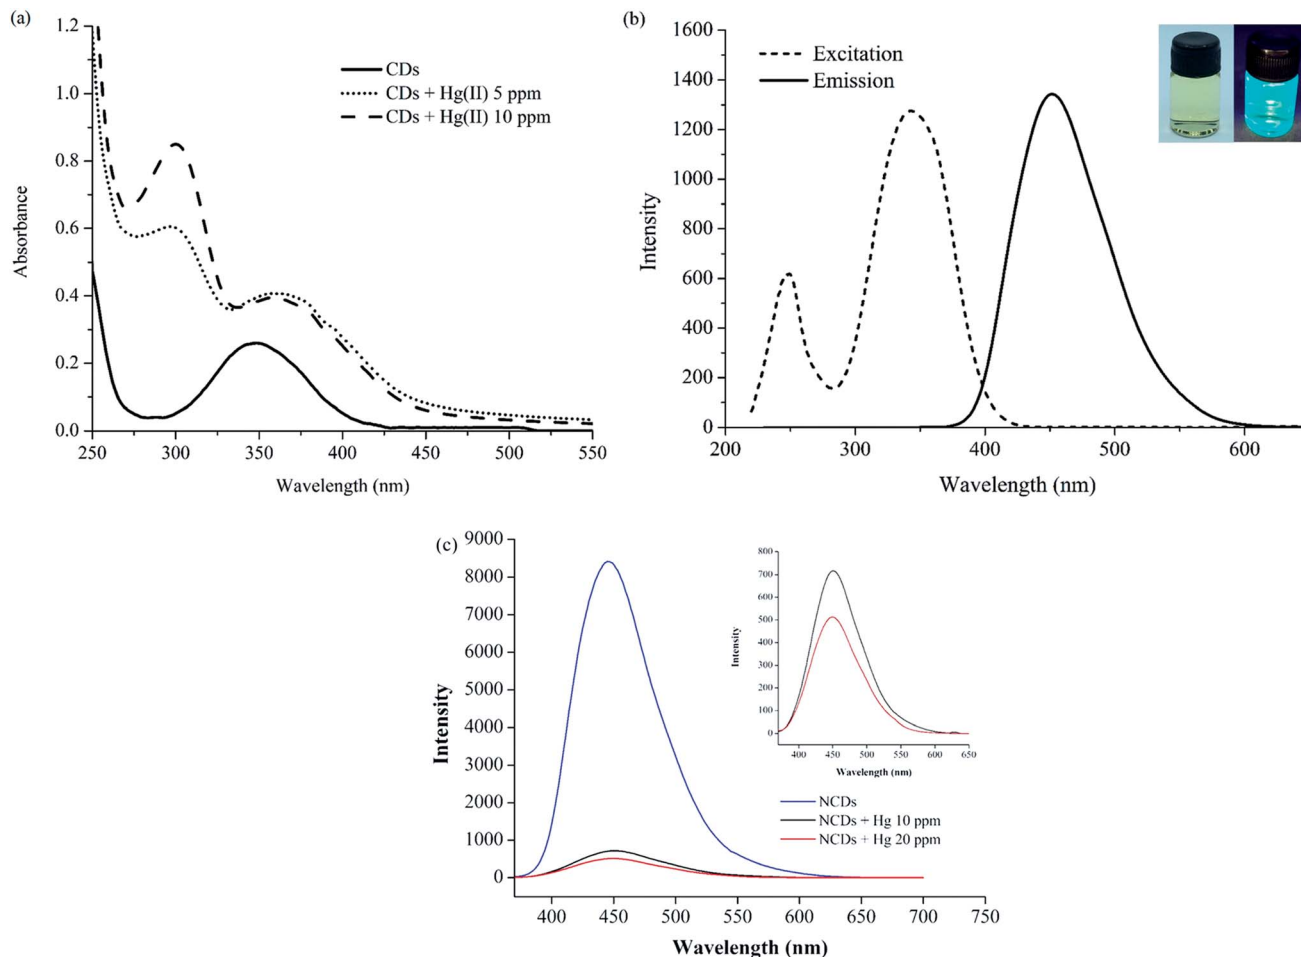 (a)
1.2
1.0
0.8
0.6
0.4
0.2
0.0
Absorbance
CDs
CDs + Hg(II) 5 ppm
CDs + Hg(II) 10 ppm
250 300 350 400 450 500 550
Wavelength (nm)
(b)
1600
1400
1200
1000
800
600
400
200
0
Intensity
Excitation
Emission
200 300 400 500 600
Wavelength (nm)
(c)
9000
8000
7000
6000
5000
4000
3000
2000
1000
0
Intensity
800
700
600
500
400
300
200
100
0
Intensity
400 450 500 550 600 650
Wavelength (nm)
NCDs
NCDs + Hg 10 ppm
NCDs + Hg 20 ppm
400 450 500 550 600 650 700 750
Wavelength (nm)